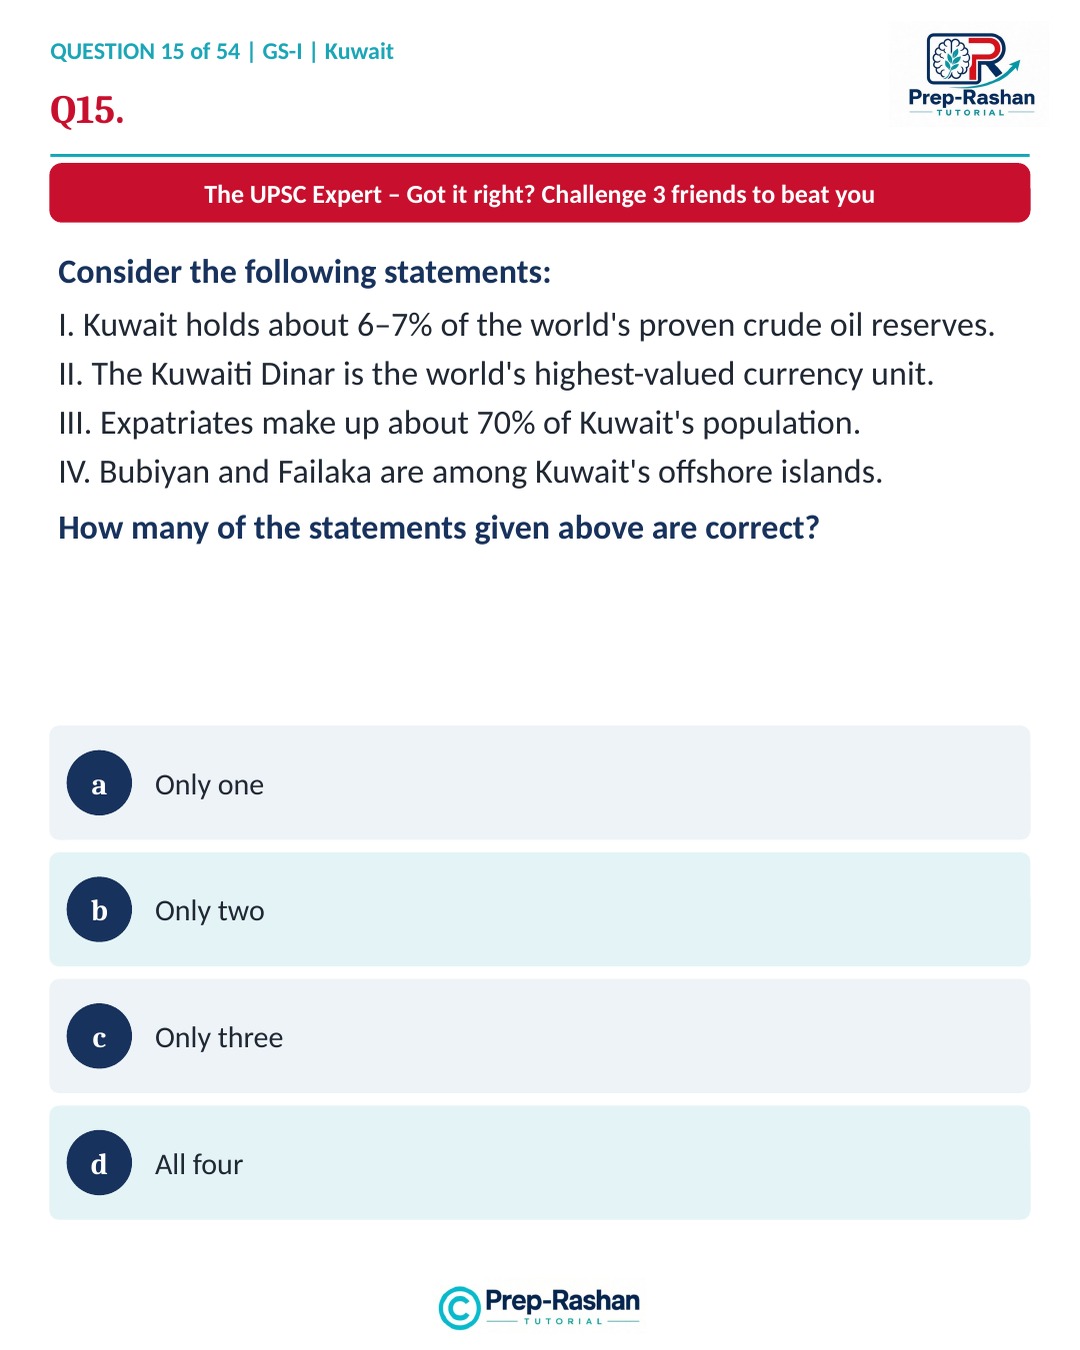 QUESTION 15 of 54 | GS-I | Kuwait
Q15.
Prep-Rashan
TUTORIAL
The UPSC Expert – Got it right? Challenge 3 friends to beat you
Consider the following statements:
I. Kuwait holds about 6–7% of the world's proven crude oil reserves.
II. The Kuwaiti Dinar is the world's highest-valued currency unit.
III. Expatriates make up about 70% of Kuwait's population.
IV. Bubiyan and Failaka are among Kuwait's offshore islands.
How many of the statements given above are correct?
a Only one
b Only two
c Only three
d All four
© Prep-Rashan
TUTORIAL